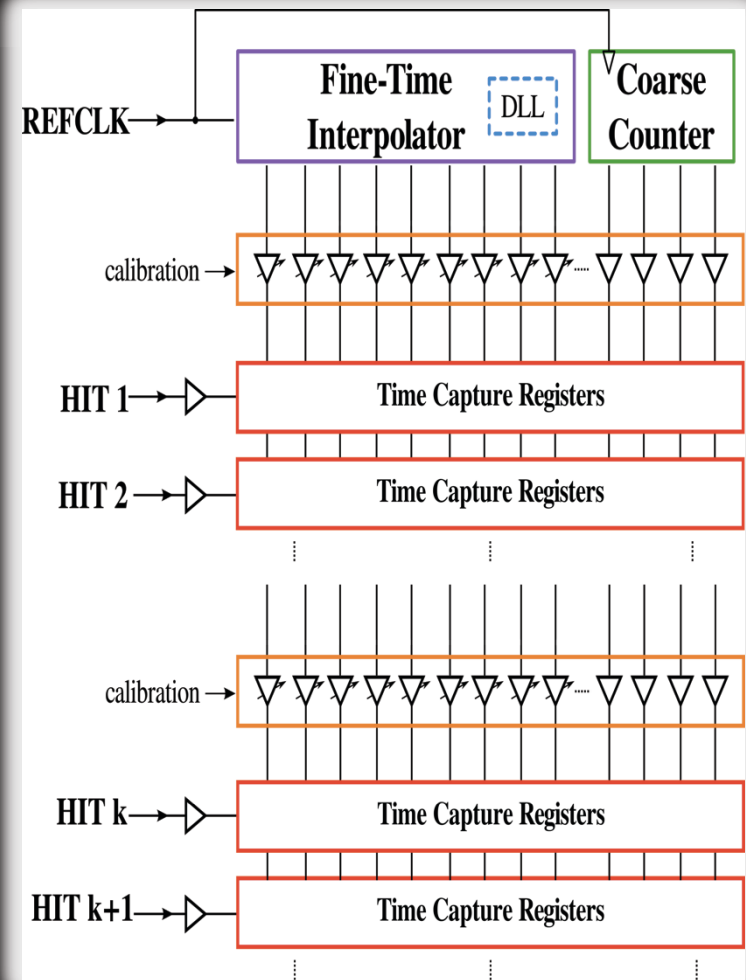 REFCLK
Fine-Time
Interpolator
DLL
Coarse
Counter
calibration
HIT 1
Time Capture Registers
HIT 2
Time Capture Registers
calibration
HIT k
Time Capture Registers
HIT k+1
Time Capture Registers